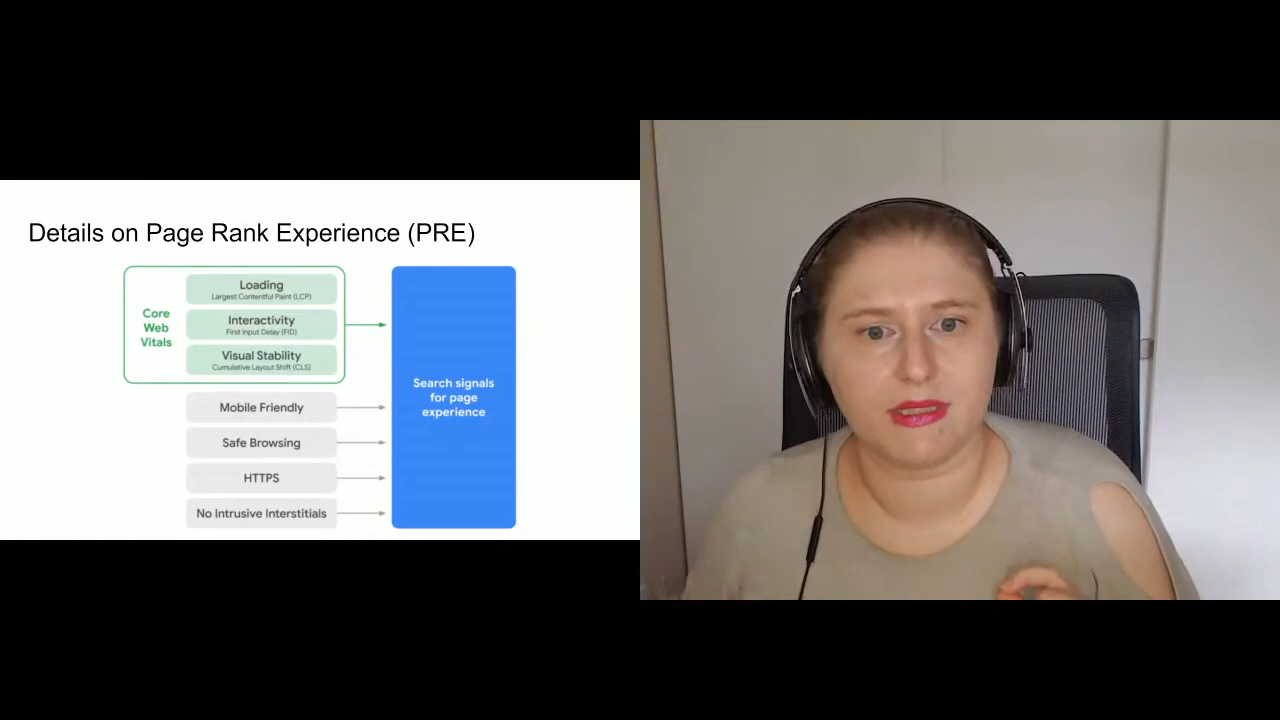 Details on Page Rank Experience (PRE)
Core
Web
Vitals
Loading
Largest Contentful Paint (LCP)
Interactivity
First Input Delay (FID)
Visual Stability
Cumulative Layout Shift (CLS)
Mobile Friendly
Safe Browsing
HTTPS
No Intrusive Interstitials
Search signals
for page
experience